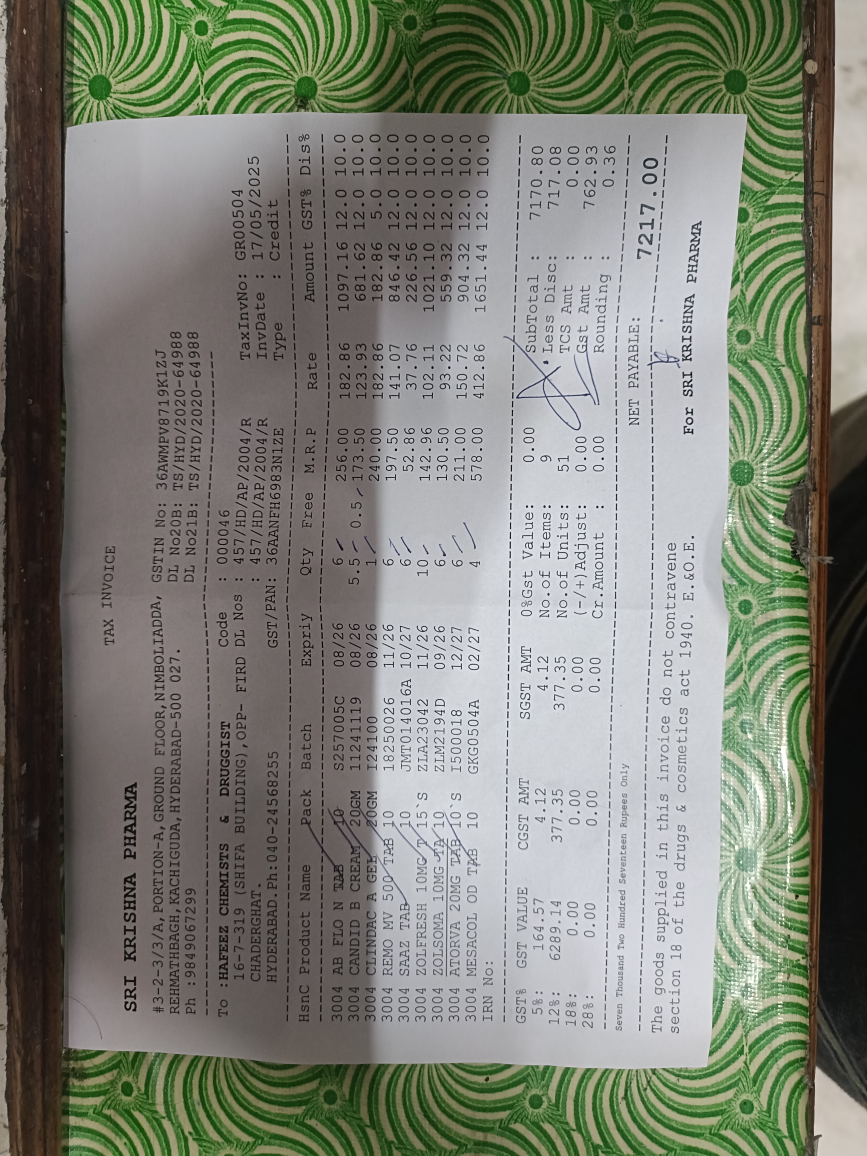 TAX INVOICE
SRI KRISHNA PHARMA
#3-2-3/3/A,PORTION-A,GROUND FLOOR,NIMBOLIADDA, GSTIN No: 36AWMPV8719K1ZJ
REHMATHBAGH,KACHIGUDA,HYDERABAD-500 027. DL No20B: TS/HYD/2020-64988
Ph :9849067299 DL No21B: TS/HYD/2020-64988
To :HAFEEZ CHEMISTS & DRUGGIST Code : 000046 TaxInvNo: GR00504
16-7-319 (SHIFA BUILDING),OPP- FIRD DL Nos : 457/HD/AP/2004/R InvDate : 17/05/2025
CHADERGHAT. : 457/HD/AP/2004/R Type : Credit
HYDERABAD.Ph:040-24568255 GST/PAN: 36AANFH6983N1ZE
HsnC Product Name Pack Batch Expriy Qty Free M.R.P Rate Amount GST% Dis%
3004 AB FLO N TAB 10 S257005C 08/26 6 256.00 182.86 1097.16 12.0 10.0
3004 CANDID B CREAM 20GM 11241119 08/26 5.5 0.5 173.50 123.93 681.62 12.0 10.0
3004 CLINDAC A GEL 20GM I24100 08/26 1 240.00 182.86 182.86 5.0 10.0
3004 REMO MV 500 TAB 10 18250026 11/26 6 197.50 141.07 846.42 12.0 10.0
3004 SAAZ TAB 10 JMT014016A 10/27 6 52.86 37.76 226.56 12.0 10.0
3004 ZOLFRESH 10MG T 15`S ZLA23042 11/26 10 142.96 102.11 1021.10 12.0 10.0
3004 ZOLSOMA 10MG TA 10 ZLM2194D 09/26 6 130.50 93.22 559.32 12.0 10.0
3004 ATORVA 20MG TAB 10`S I500018 12/27 6 211.00 150.72 904.32 12.0 10.0
3004 MESACOL OD TAB 10 GKG0504A 02/27 4 578.00 412.86 1651.44 12.0 10.0
IRN No:
GST% GST VALUE CGST AMT SGST AMT 0%Gst Value: 0.00 SubTotal : 7170.80
5%: 164.57 4.12 4.12 No.of Items: 9 Less Disc: 717.08
12%: 6289.14 377.35 377.35 No.of Units: 51 TCS Amt : 0.00
18%: 0.00 0.00 0.00 (-/+)Adjust: 0.00 Gst Amt : 762.93
28%: 0.00 0.00 0.00 Cr.Amount : 0.00 Rounding : 0.36
Seven Thousand Two Hundred Seventeen Rupees Only NET PAYABLE: 7217.00
The goods supplied in this invoice do not contravene
section 18 of the drugs & cosmetics act 1940. E.&O.E. For SRI KRISHNA PHARMA